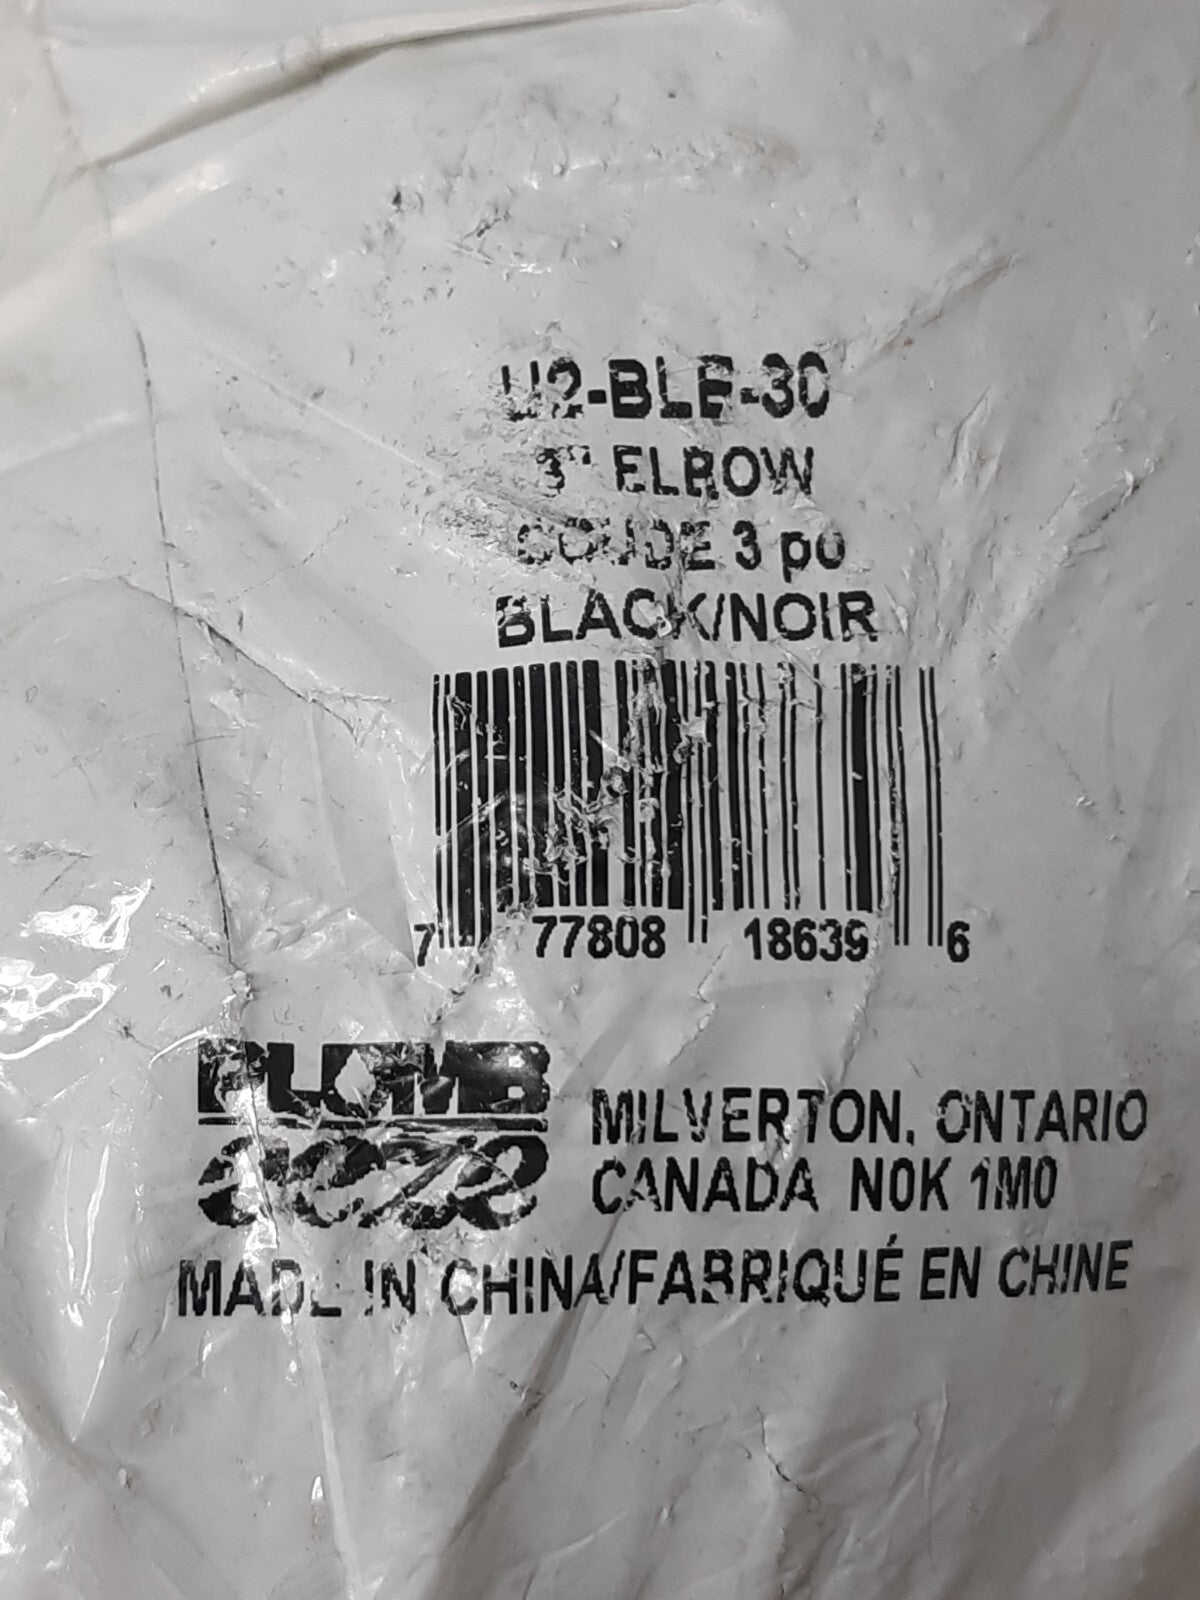 U2-BLE-30
3" ELBOW
COUDE 3 po
BLACK/NOIR
7 77808 18639 6
PLUMB
eeze
MILVERTON, ONTARIO
CANADA N0K 1M0
MADE IN CHINA/FABRIQUÉ EN CHINE